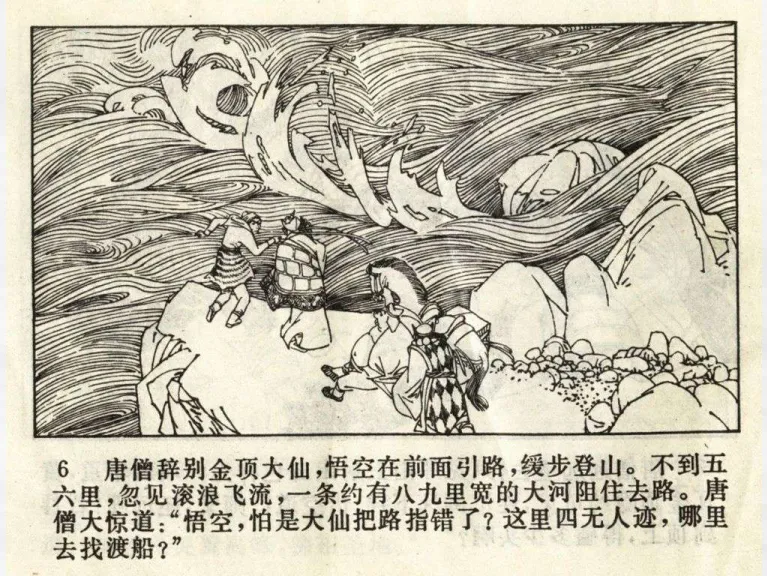 6 唐僧辞别金顶大仙，悟空在前面引路，缓步登山。不到五
六里，忽见滚浪飞流，一条约有八九里宽的大河阻住去路。唐
僧大惊道：“悟空，怕是大仙把路指错了？这里四无人迹，哪里
去找渡船？”